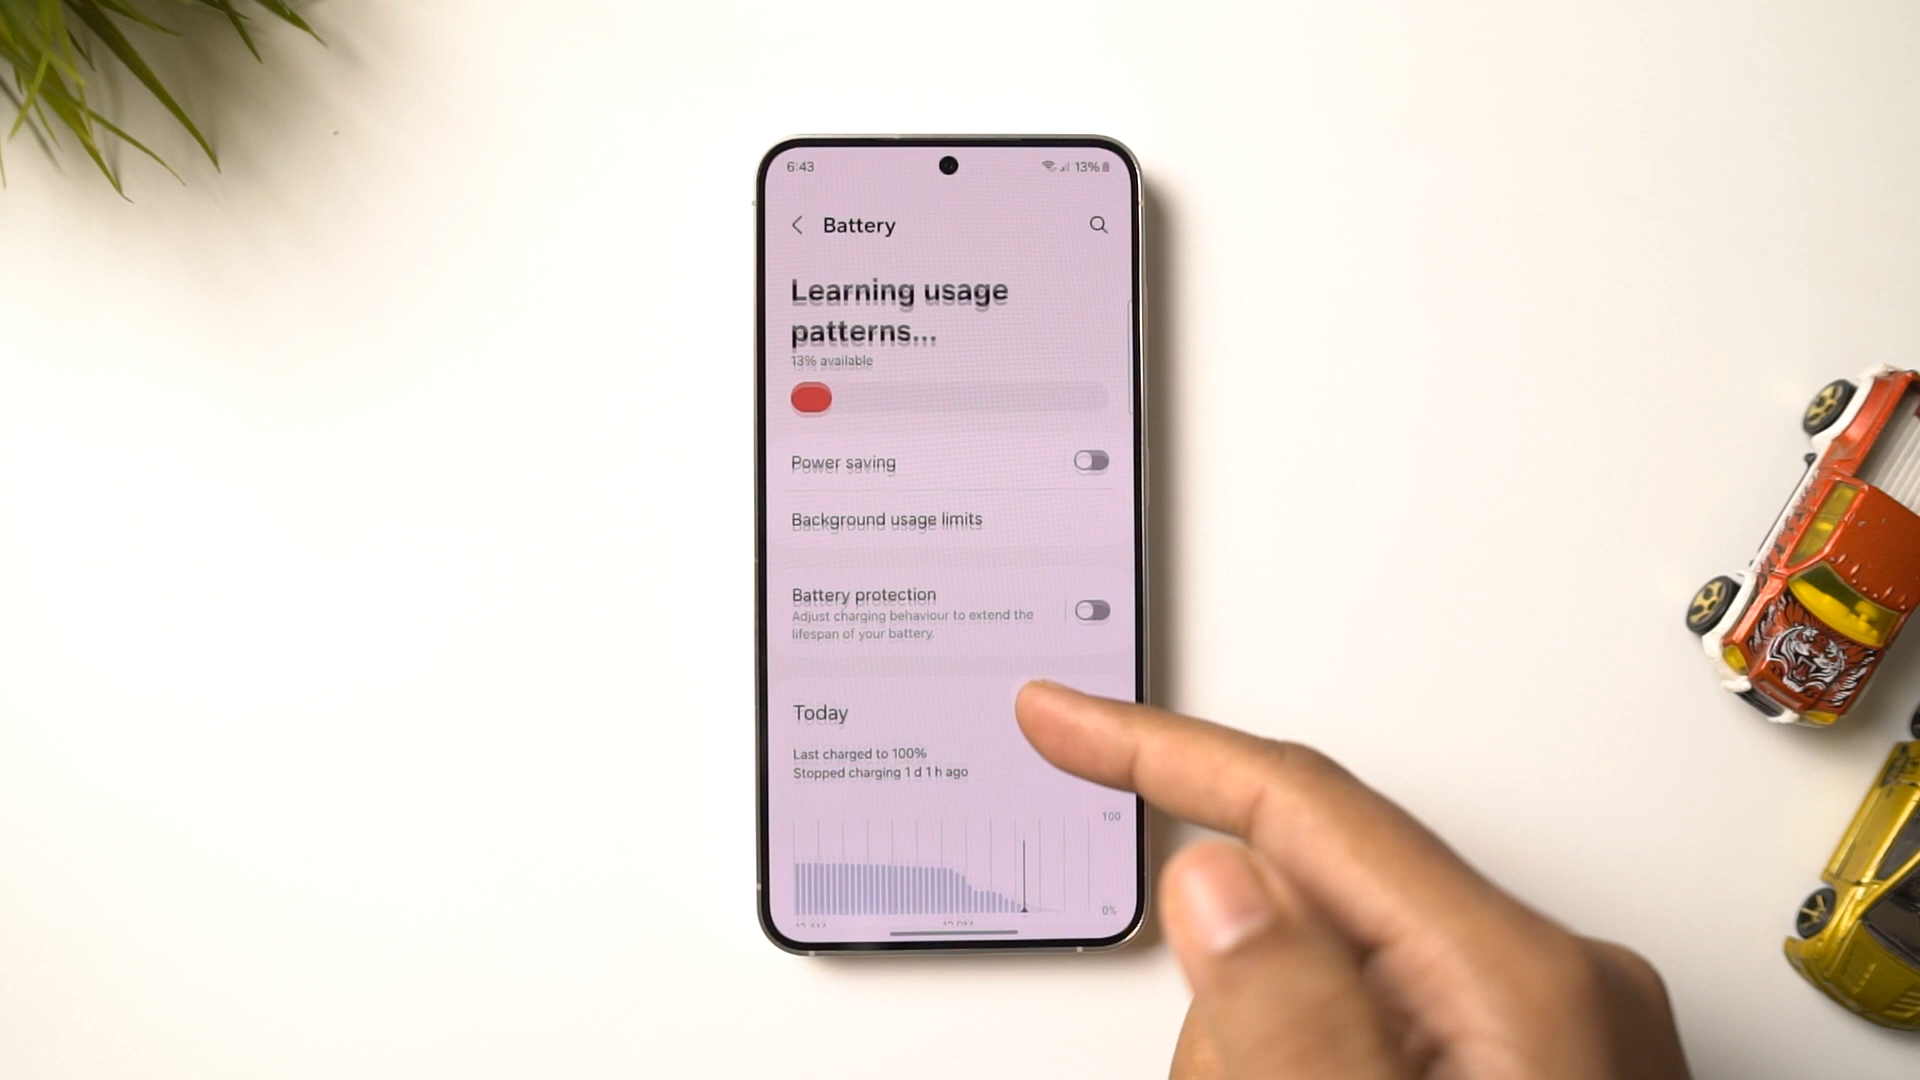 6:43 13%
Battery
Learning usage
patterns...
13% available
Power saving
Background usage limits
Battery protection
Adjust charging behaviour to extend the
lifespan of your battery.
Today
Last charged to 100%
Stopped charging 1 d 1 h ago
100
0%